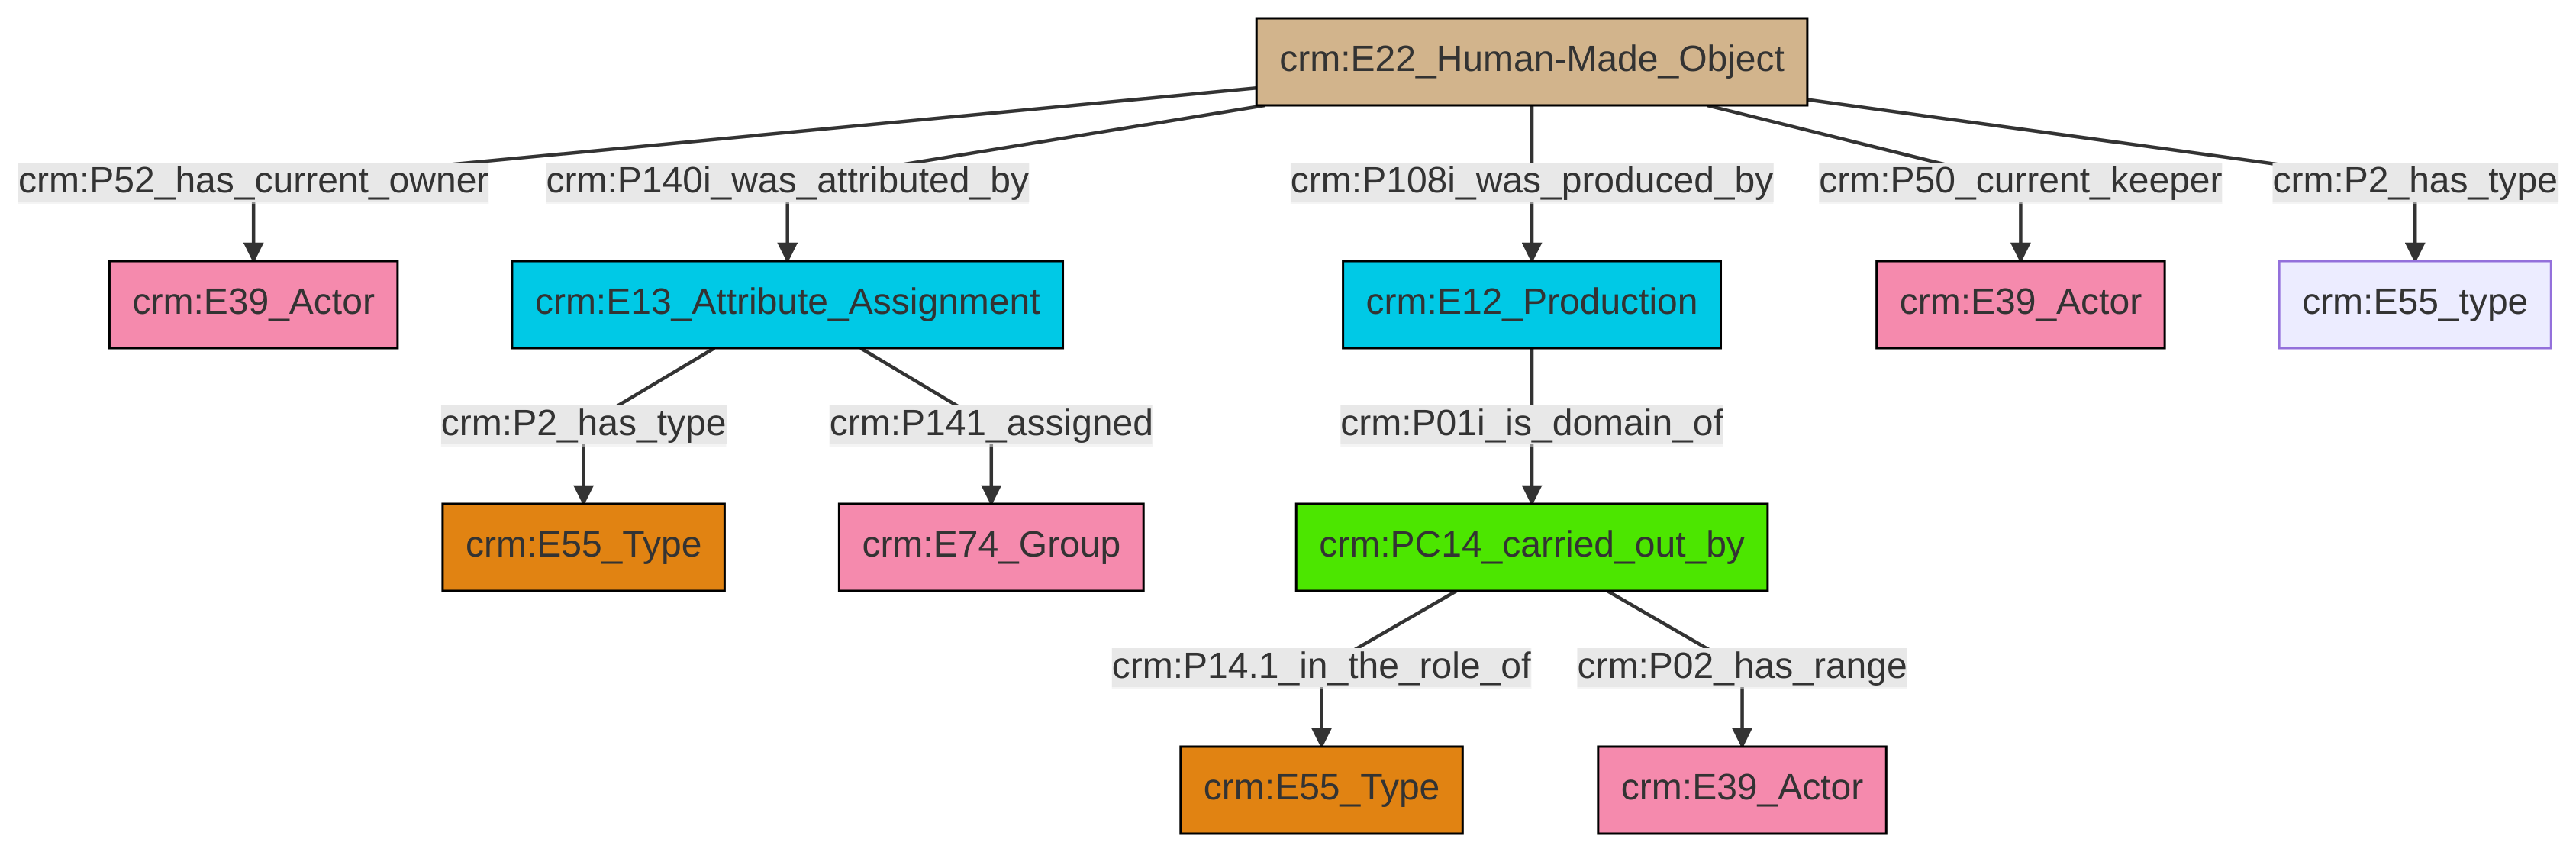 crm:E22_Human-Made_Object
crm:P52_has_current_owner
crm:P140i_was_attributed_by
crm:P108i_was_produced_by
crm:P50_current_keeper
crm:P2_has_type
crm:E39_Actor
crm:E13_Attribute_Assignment
crm:E12_Production
crm:E39_Actor
crm:E55_type
crm:P2_has_type
crm:P141_assigned
crm:P01i_is_domain_of
crm:E55_Type
crm:E74_Group
crm:PC14_carried_out_by
crm:P14.1_in_the_role_of
crm:P02_has_range
crm:E55_Type
crm:E39_Actor